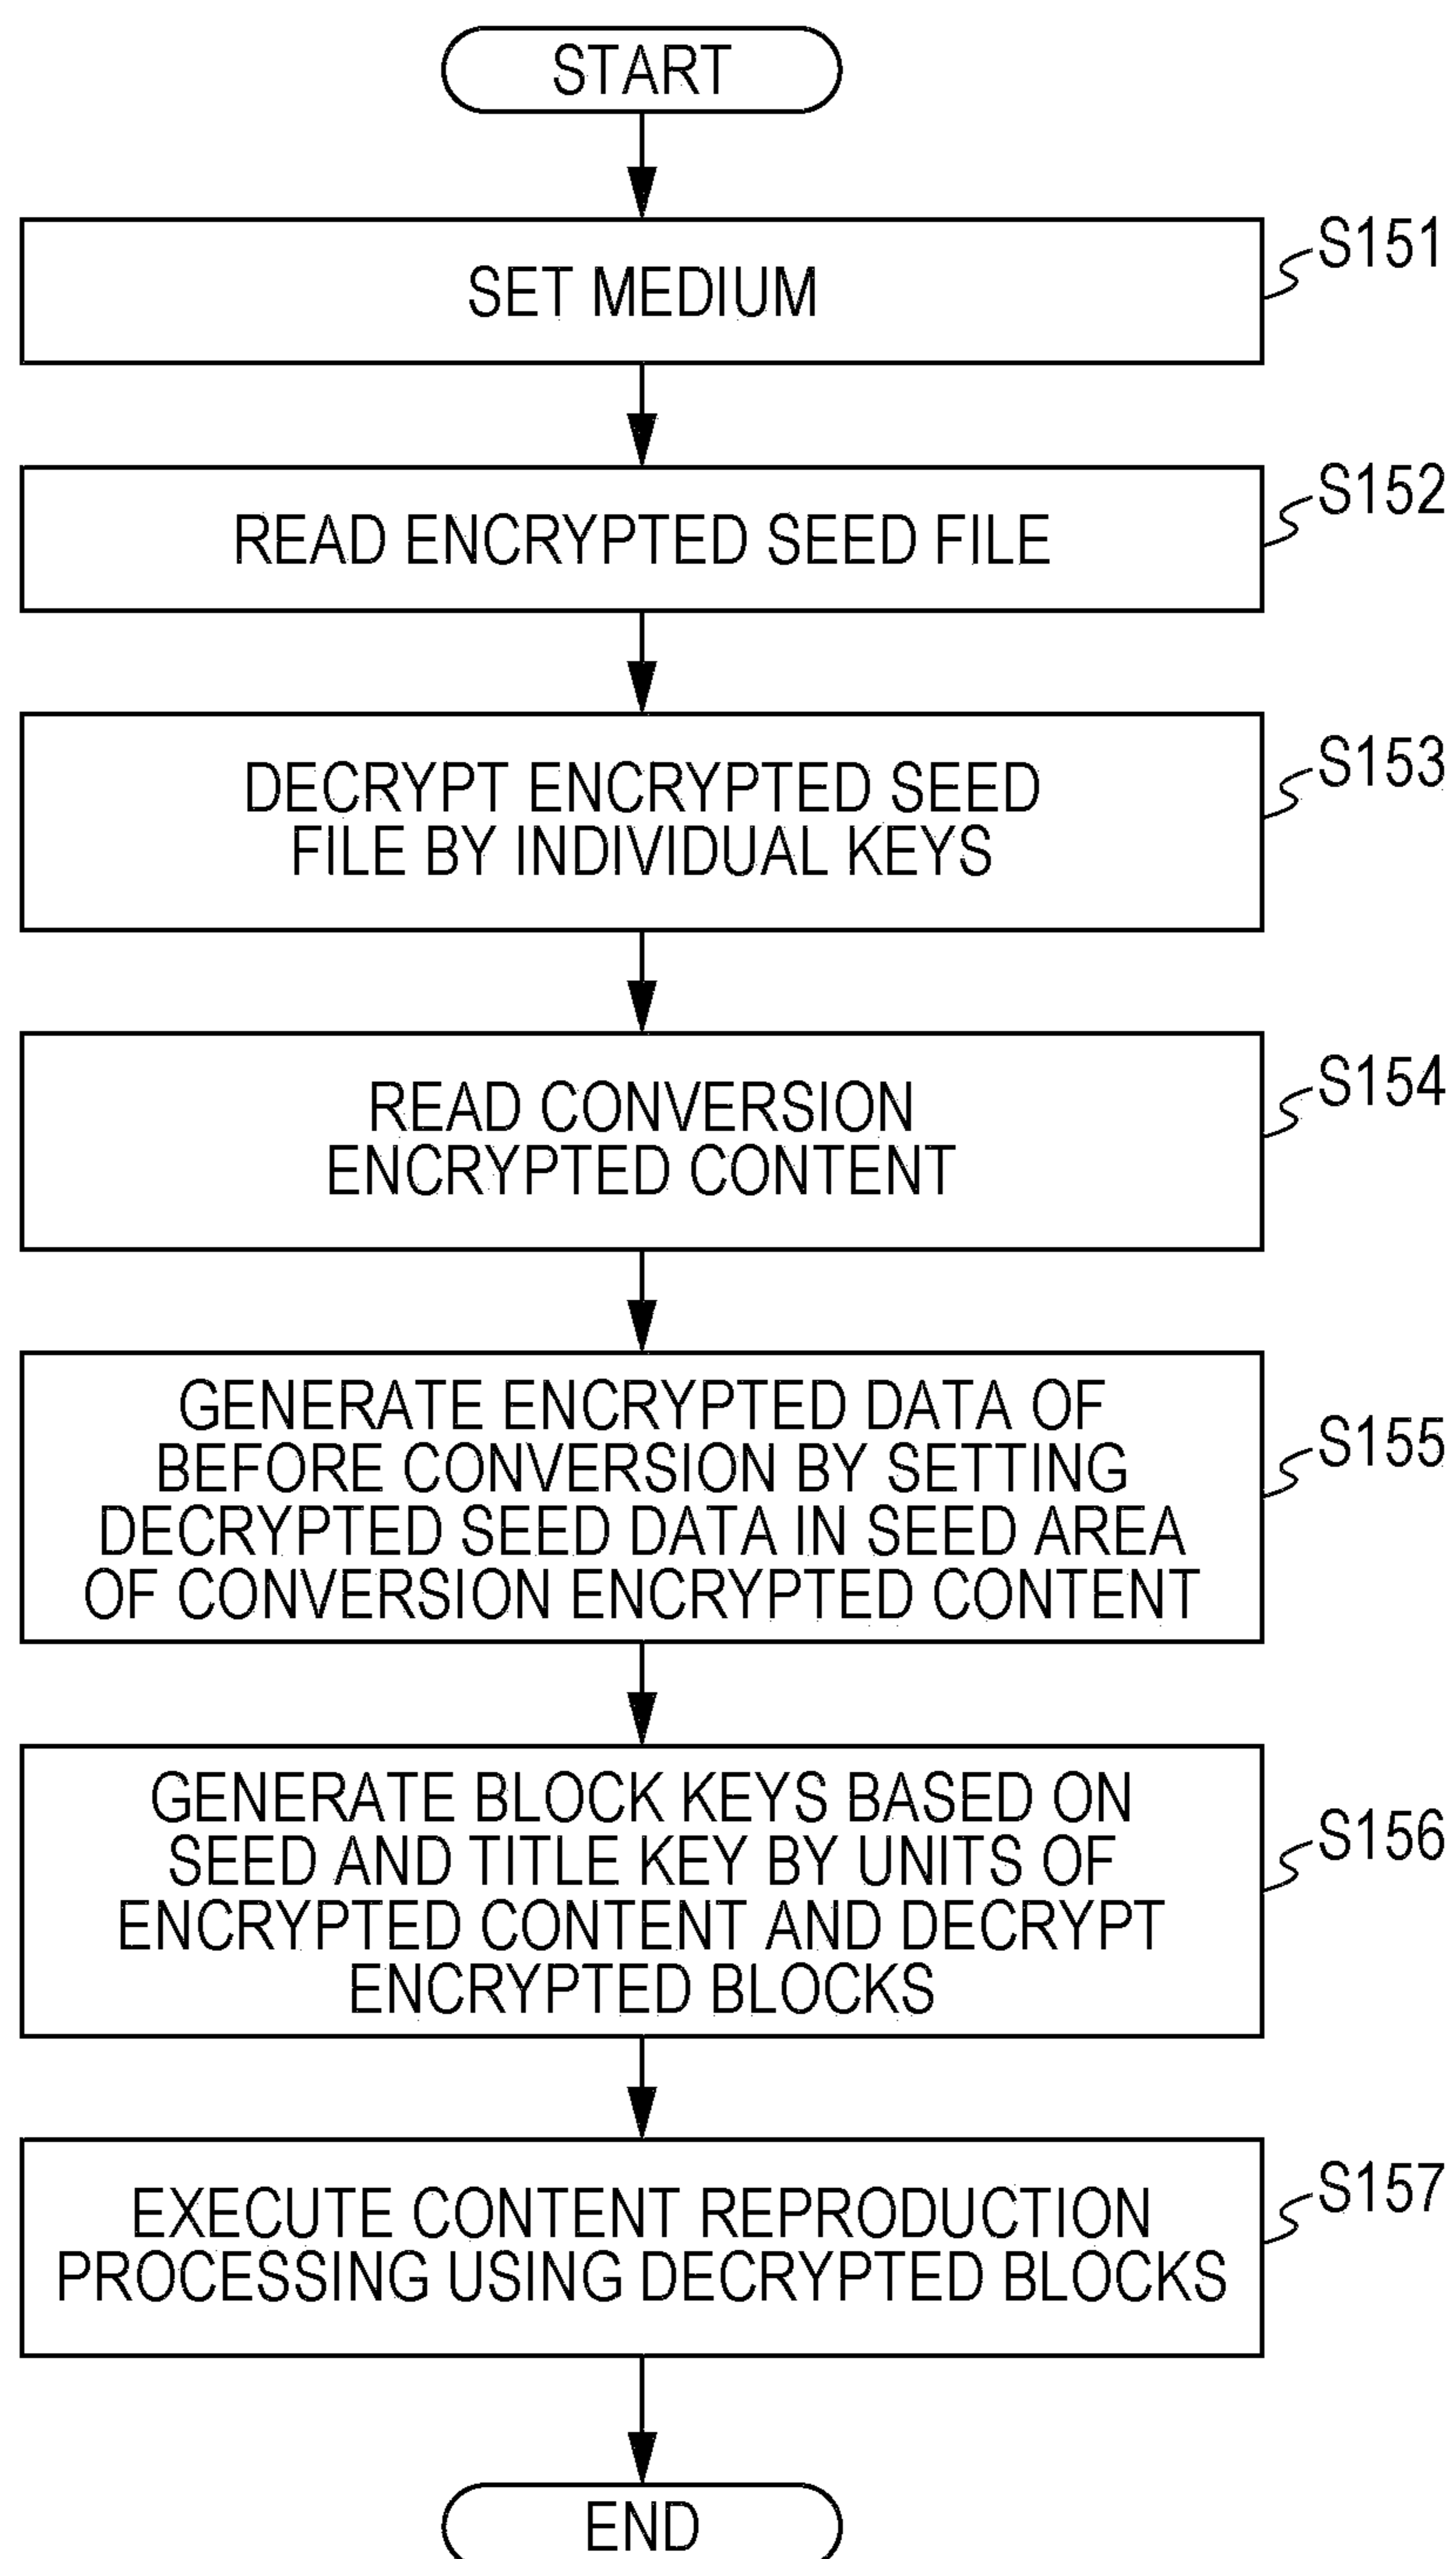 START
SET MEDIUM
S151
READ ENCRYPTED SEED FILE
S152
DECRYPT ENCRYPTED SEED
FILE BY INDIVIDUAL KEYS
S153
READ CONVERSION
ENCRYPTED CONTENT
S154
GENERATE ENCRYPTED DATA OF
BEFORE CONVERSION BY SETTING
DECRYPTED SEED DATA IN SEED AREA
OF CONVERSION ENCRYPTED CONTENT
S155
GENERATE BLOCK KEYS BASED ON
SEED AND TITLE KEY BY UNITS OF
ENCRYPTED CONTENT AND DECRYPT
ENCRYPTED BLOCKS
S156
EXECUTE CONTENT REPRODUCTION
PROCESSING USING DECRYPTED BLOCKS
S157
END